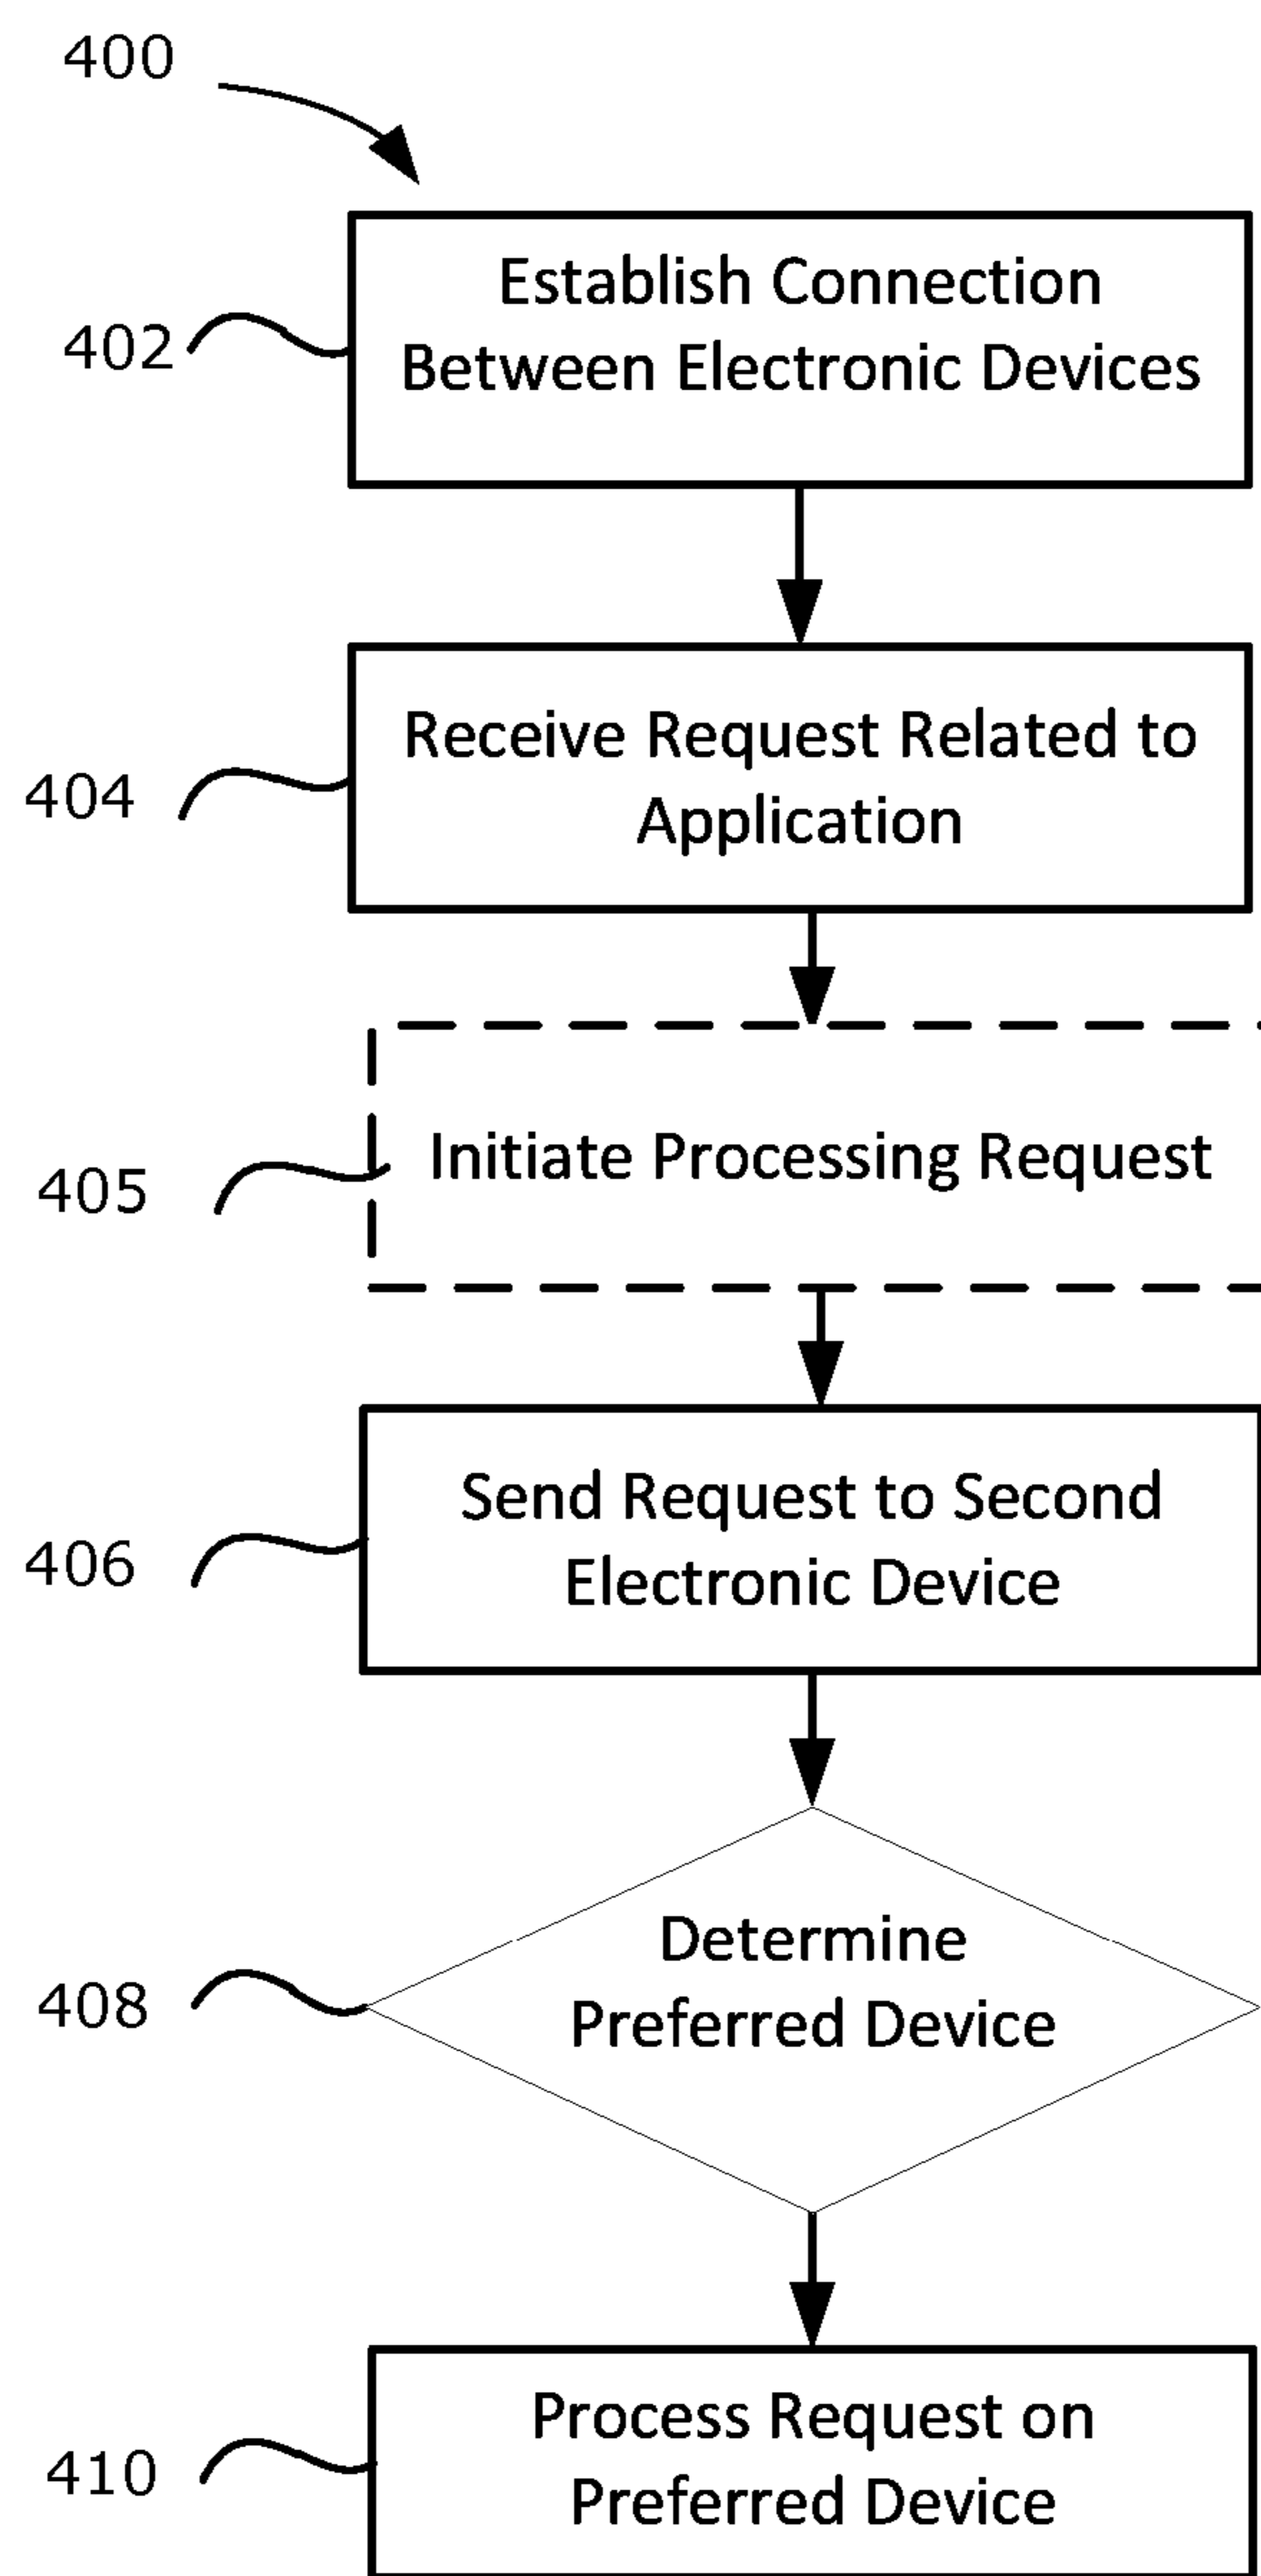 400
402
Establish Connection
Between Electronic Devices
404
Receive Request Related to
Application
405
Initiate Processing Request
406
Send Request to Second
Electronic Device
408
Determine
Preferred Device
410
Process Request on
Preferred Device